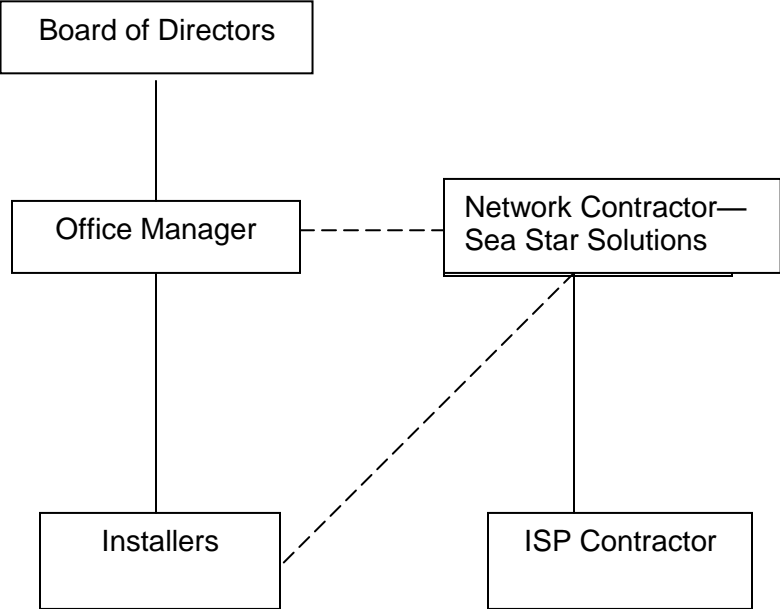 Board of Directors
Office Manager
Network Contractor—
Sea Star Solutions
Installers
ISP Contractor